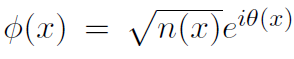 ϕ(x) = √n(x)e^{iθ(x)}